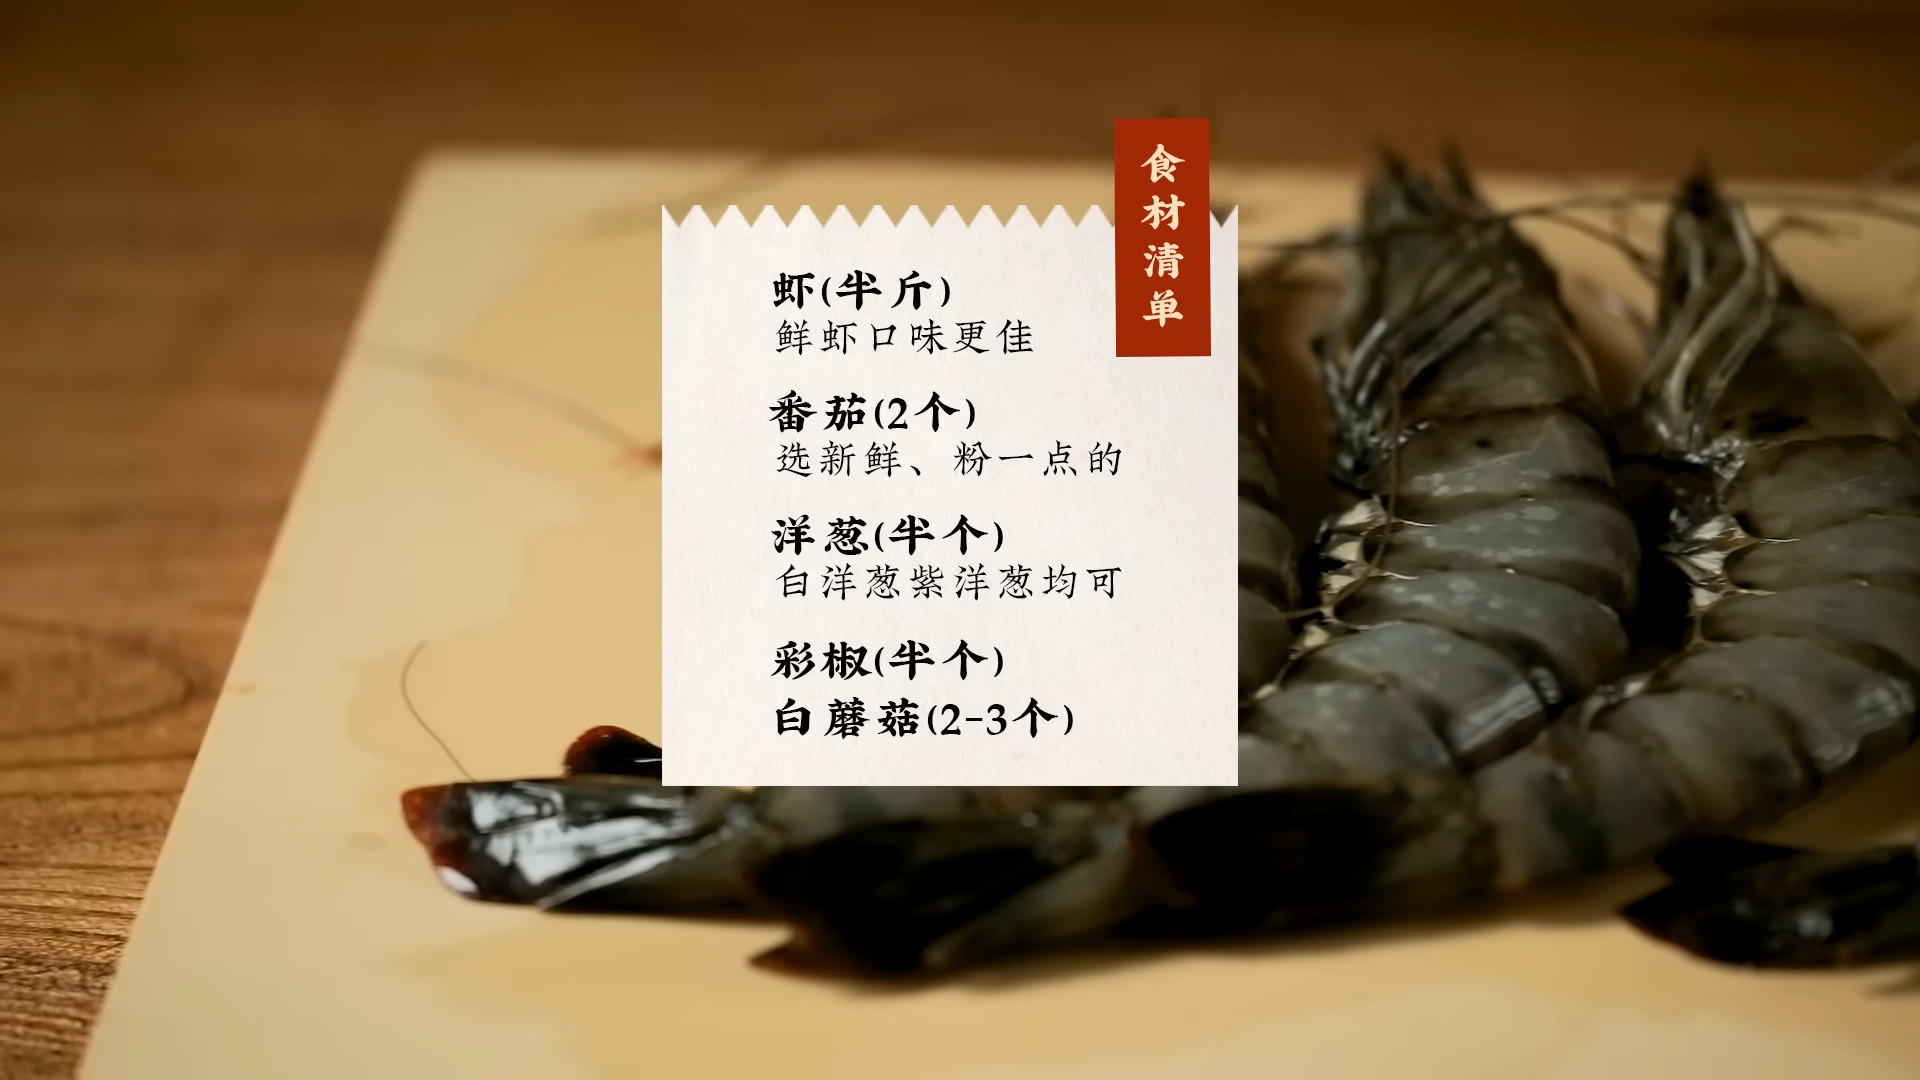 食材清单
虾(半斤)
鲜虾口味更佳
番茄(2个)
选新鲜、粉一点的
洋葱(半个)
白洋葱紫洋葱均可
彩椒(半个)
白蘑菇(2-3个)